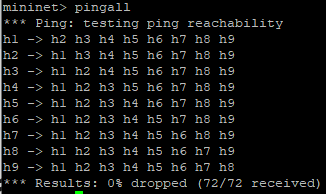 mininet> pingall
*** Ping: testing ping reachability
h1 -> h2 h3 h4 h5 h6 h7 h8 h9
h2 -> h1 h3 h4 h5 h6 h7 h8 h9
h3 -> h1 h2 h4 h5 h6 h7 h8 h9
h4 -> h1 h2 h3 h5 h6 h7 h8 h9
h5 -> h1 h2 h3 h4 h6 h7 h8 h9
h6 -> h1 h2 h3 h4 h5 h7 h8 h9
h7 -> h1 h2 h3 h4 h5 h6 h8 h9
h8 -> h1 h2 h3 h4 h5 h6 h7 h9
h9 -> h1 h2 h3 h4 h5 h6 h7 h8
*** Results: 0% dropped (72/72 received)